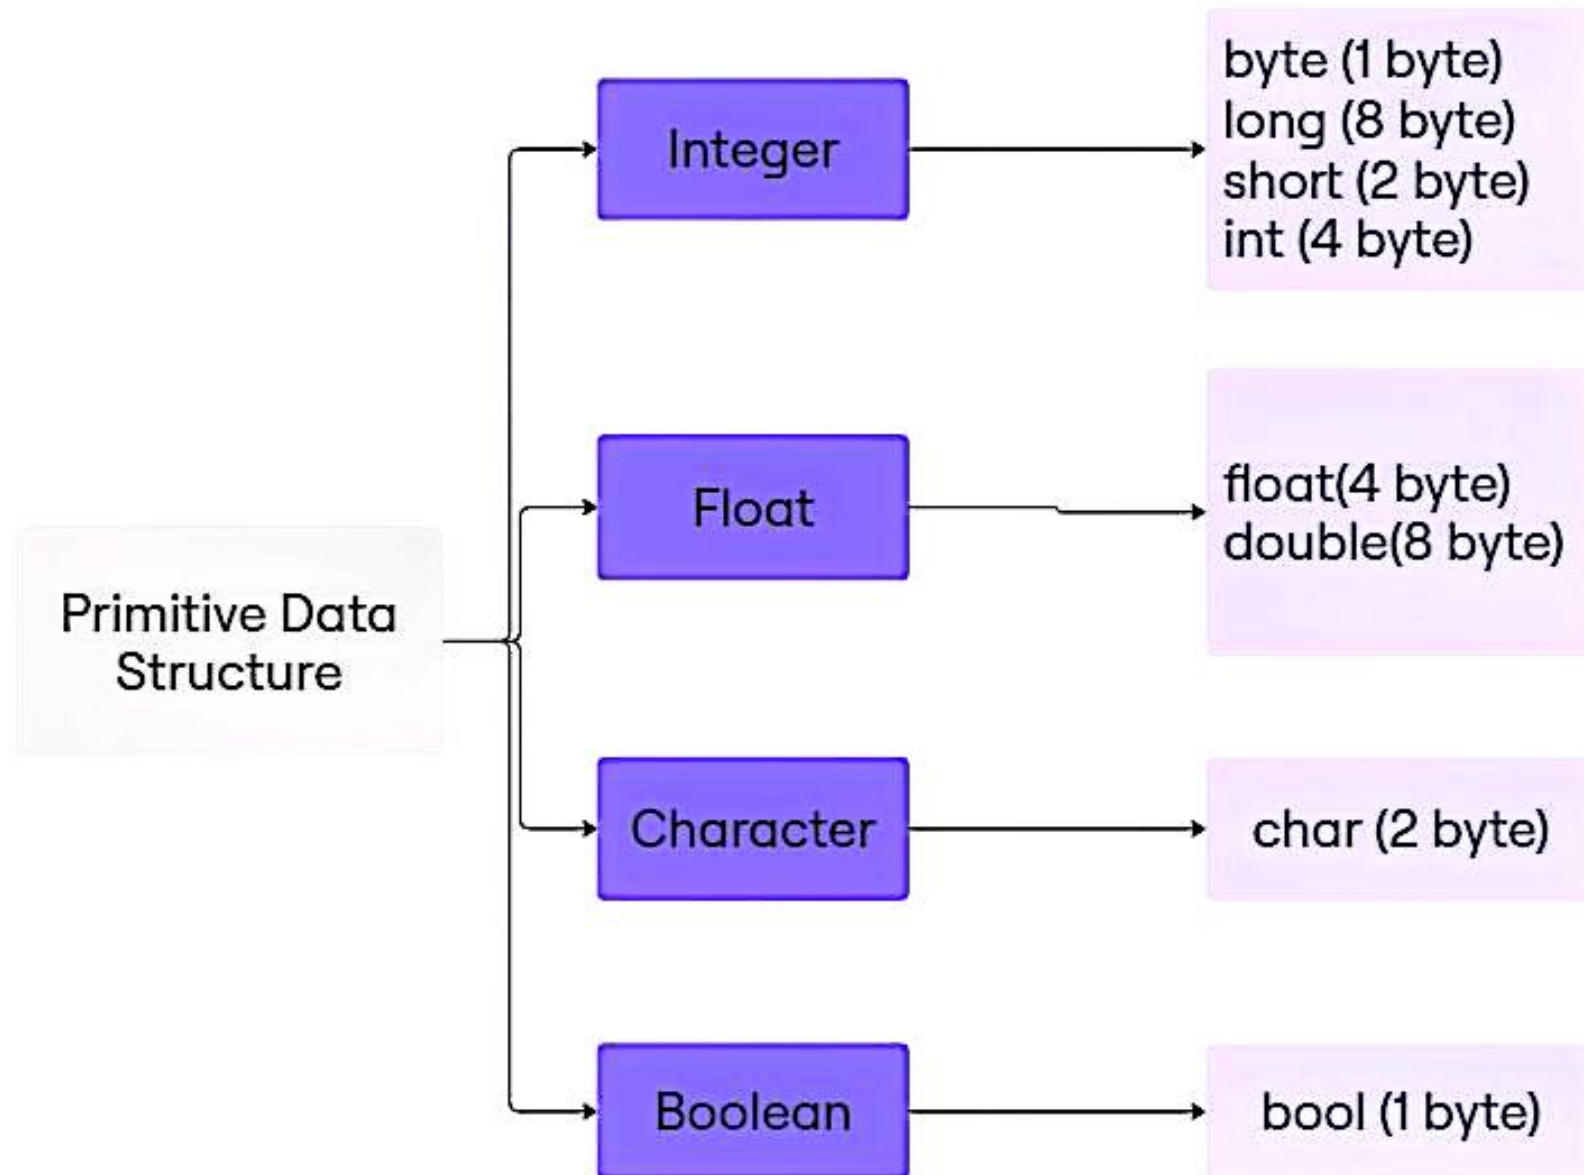 Primitive Data
Structure
Integer
byte (1 byte)
long (8 byte)
short (2 byte)
int (4 byte)
Float
float(4 byte)
double(8 byte)
Character
char (2 byte)
Boolean
bool (1 byte)